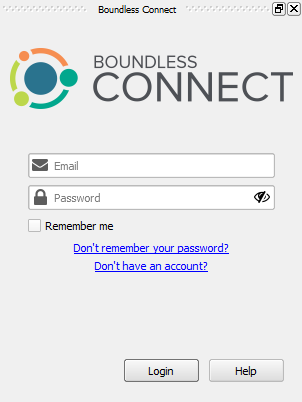 Boundless Connect
BOUNDLESS
CONNECT
Email
Password
Remember me
Don't remember your password?
Don't have an account?
Login Help